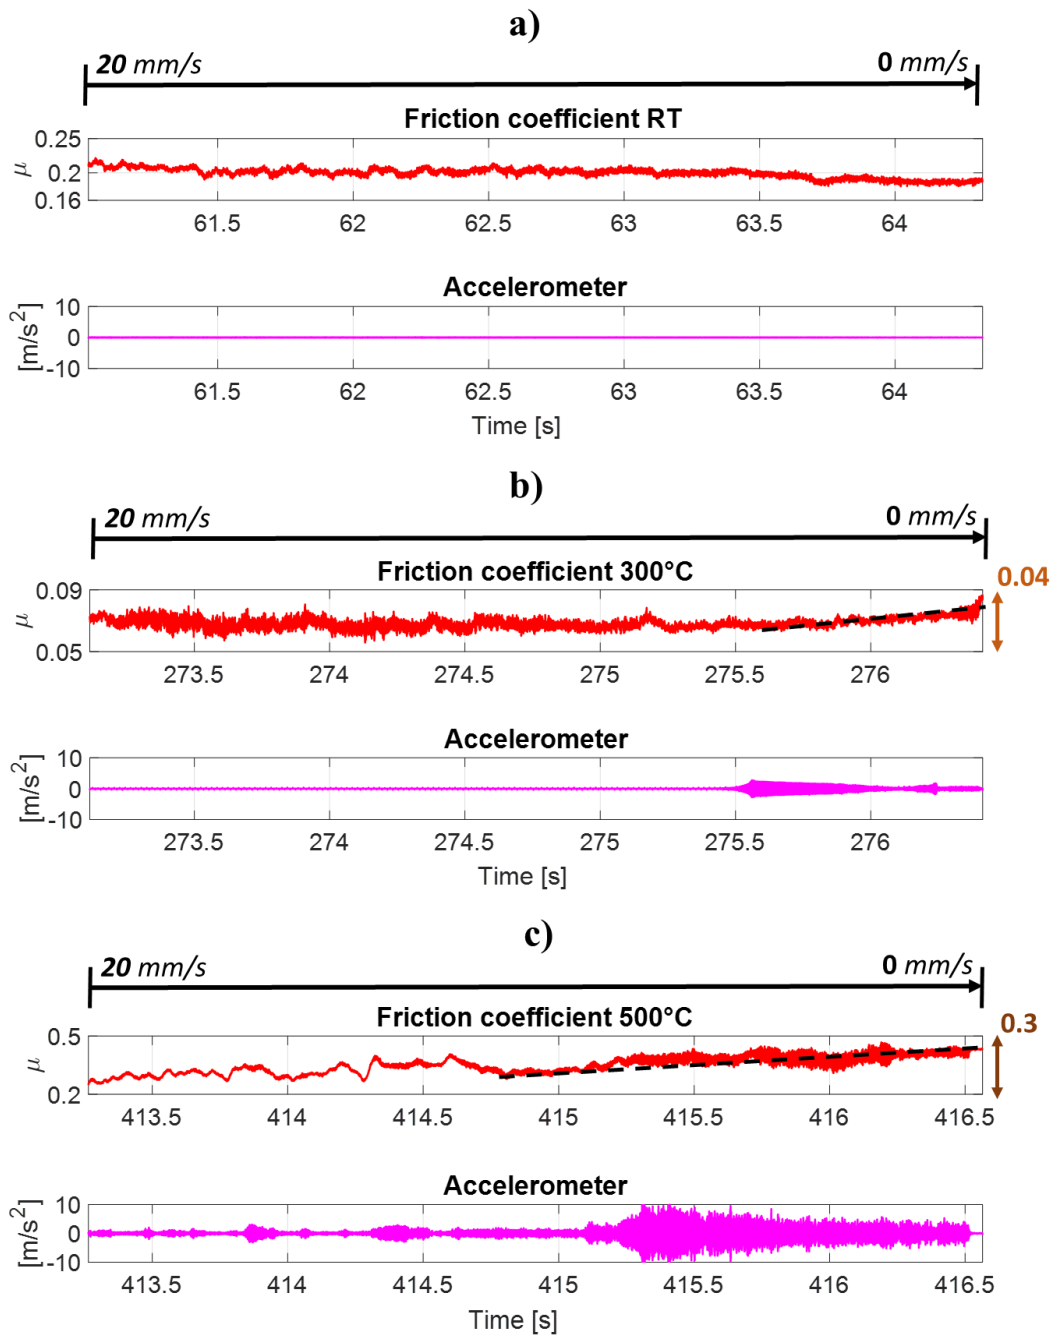 a)
20 mm/s 0 mm/s
Friction coefficient RT
0.25
0.2
0.16
μ
61.5 62 62.5 63 63.5 64
Accelerometer
10
0
-10
[m/s²]
61.5 62 62.5 63 63.5 64
Time [s]
b)
20 mm/s 0 mm/s
Friction coefficient 300°C
0.04
0.09
0.05
μ
273.5 274 274.5 275 275.5 276
Accelerometer
10
0
-10
[m/s²]
273.5 274 274.5 275 275.5 276
Time [s]
c)
20 mm/s 0 mm/s
Friction coefficient 500°C
0.3
0.5
0.2
μ
413.5 414 414.5 415 415.5 416 416.5
Accelerometer
10
0
-10
[m/s²]
413.5 414 414.5 415 415.5 416 416.5
Time [s]